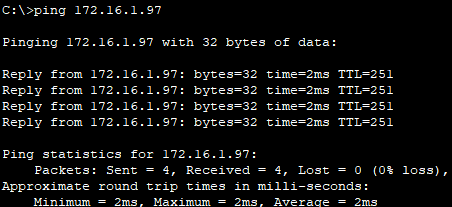 C:\>ping 172.16.1.97
Pinging 172.16.1.97 with 32 bytes of data:
Reply from 172.16.1.97: bytes=32 time=2ms TTL=251
Reply from 172.16.1.97: bytes=32 time=2ms TTL=251
Reply from 172.16.1.97: bytes=32 time=2ms TTL=251
Reply from 172.16.1.97: bytes=32 time=2ms TTL=251
Ping statistics for 172.16.1.97:
Packets: Sent = 4, Received = 4, Lost = 0 (0% loss),
Approximate round trip times in milli-seconds:
Minimum = 2ms, Maximum = 2ms, Average = 2ms